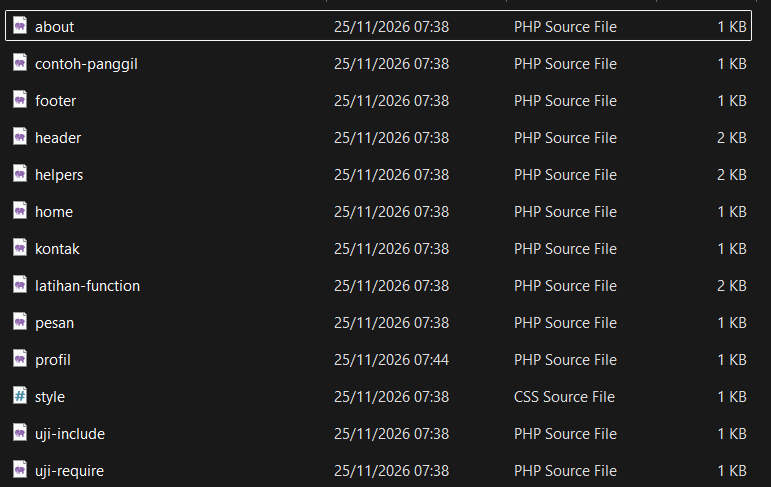 about 25/11/2026 07:38 PHP Source File 1 KB
contoh-panggil 25/11/2026 07:38 PHP Source File 1 KB
footer 25/11/2026 07:38 PHP Source File 1 KB
header 25/11/2026 07:38 PHP Source File 2 KB
helpers 25/11/2026 07:38 PHP Source File 2 KB
home 25/11/2026 07:38 PHP Source File 1 KB
kontak 25/11/2026 07:38 PHP Source File 1 KB
latihan-function 25/11/2026 07:38 PHP Source File 2 KB
pesan 25/11/2026 07:38 PHP Source File 1 KB
profil 25/11/2026 07:44 PHP Source File 1 KB
style 25/11/2026 07:38 CSS Source File 1 KB
uji-include 25/11/2026 07:38 PHP Source File 1 KB
uji-require 25/11/2026 07:38 PHP Source File 1 KB